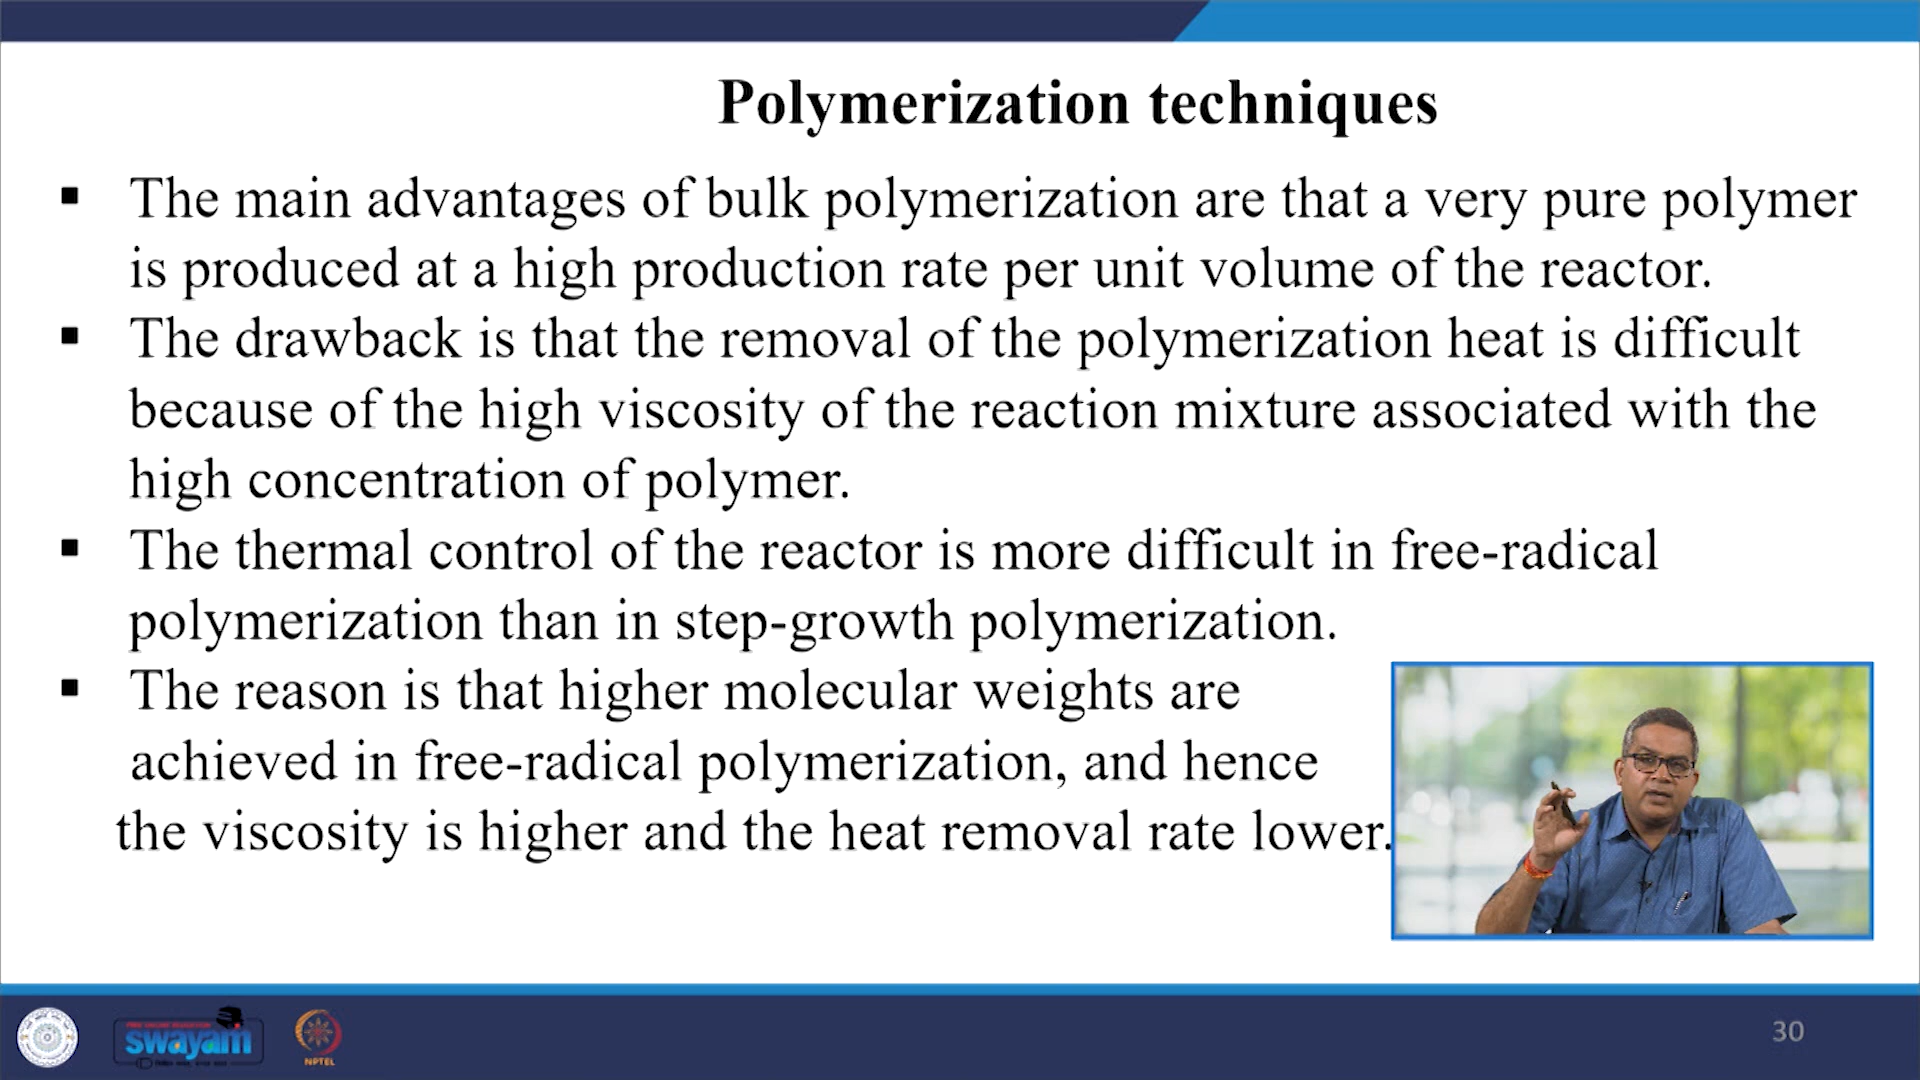 Polymerization techniques
▪ The main advantages of bulk polymerization are that a very pure polymer
is produced at a high production rate per unit volume of the reactor.
▪ The drawback is that the removal of the polymerization heat is difficult
because of the high viscosity of the reaction mixture associated with the
high concentration of polymer.
▪ The thermal control of the reactor is more difficult in free-radical
polymerization than in step-growth polymerization.
▪ The reason is that higher molecular weights are
achieved in free-radical polymerization, and hence
the viscosity is higher and the heat removal rate lower.
swayam
NPTEL
30